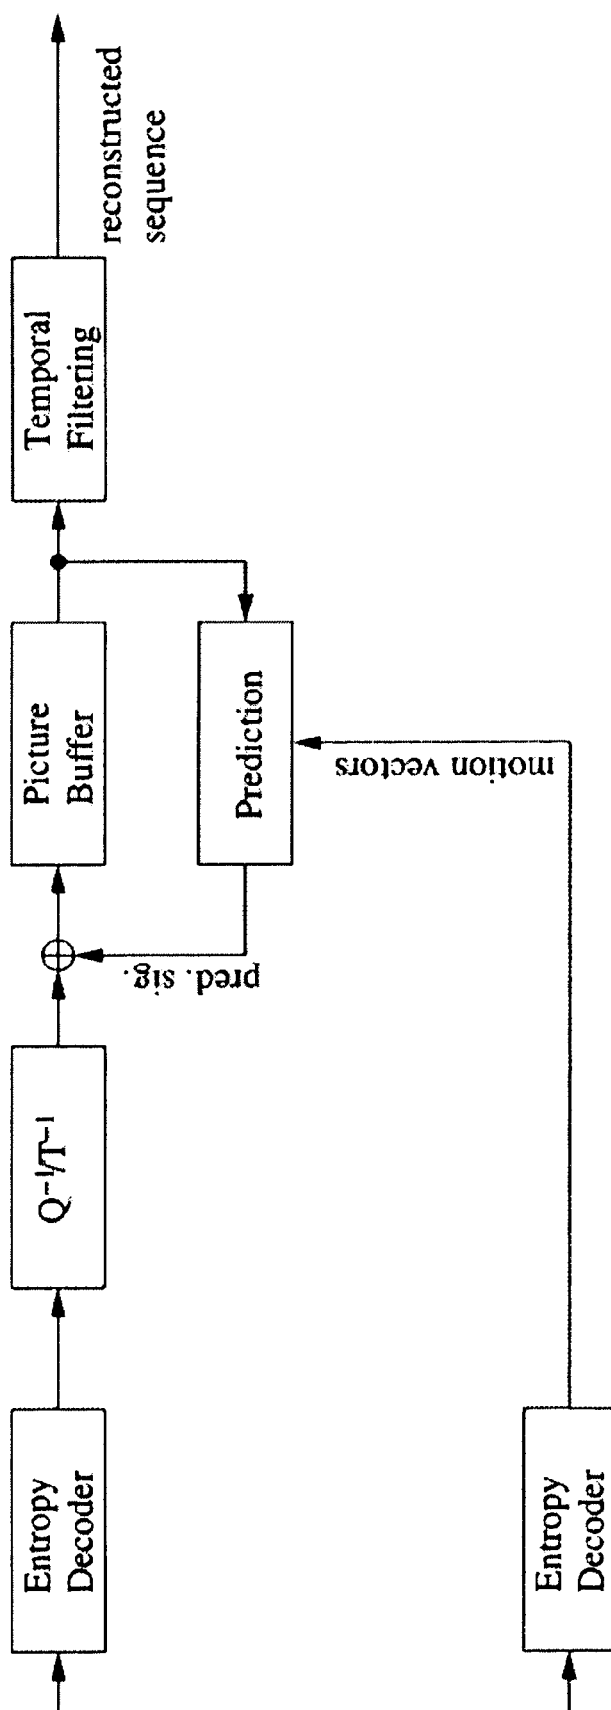 Entropy
Decoder
Q⁻¹/T⁻¹
pred. sig.
Picture
Buffer
Prediction
Temporal
Filtering
reconstructed
sequence
motion vectors
Entropy
Decoder